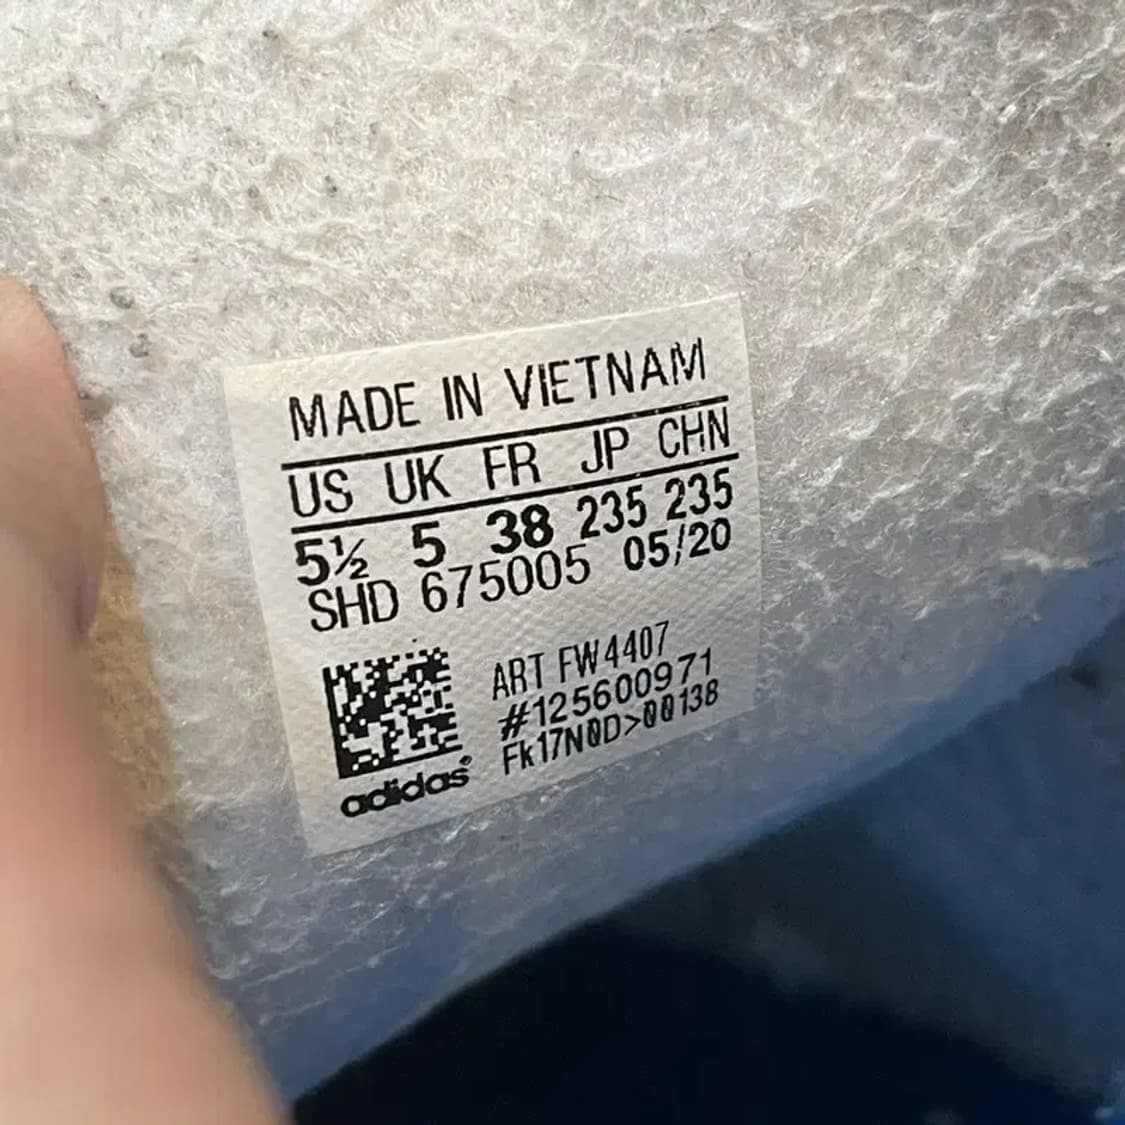 MADE IN VIETNAM
US UK FR JP CHN
5½ 5 38 235 235
SHD 675005 05/20
ART FW4407
#125600971
Fk17N0D>00138
adidas